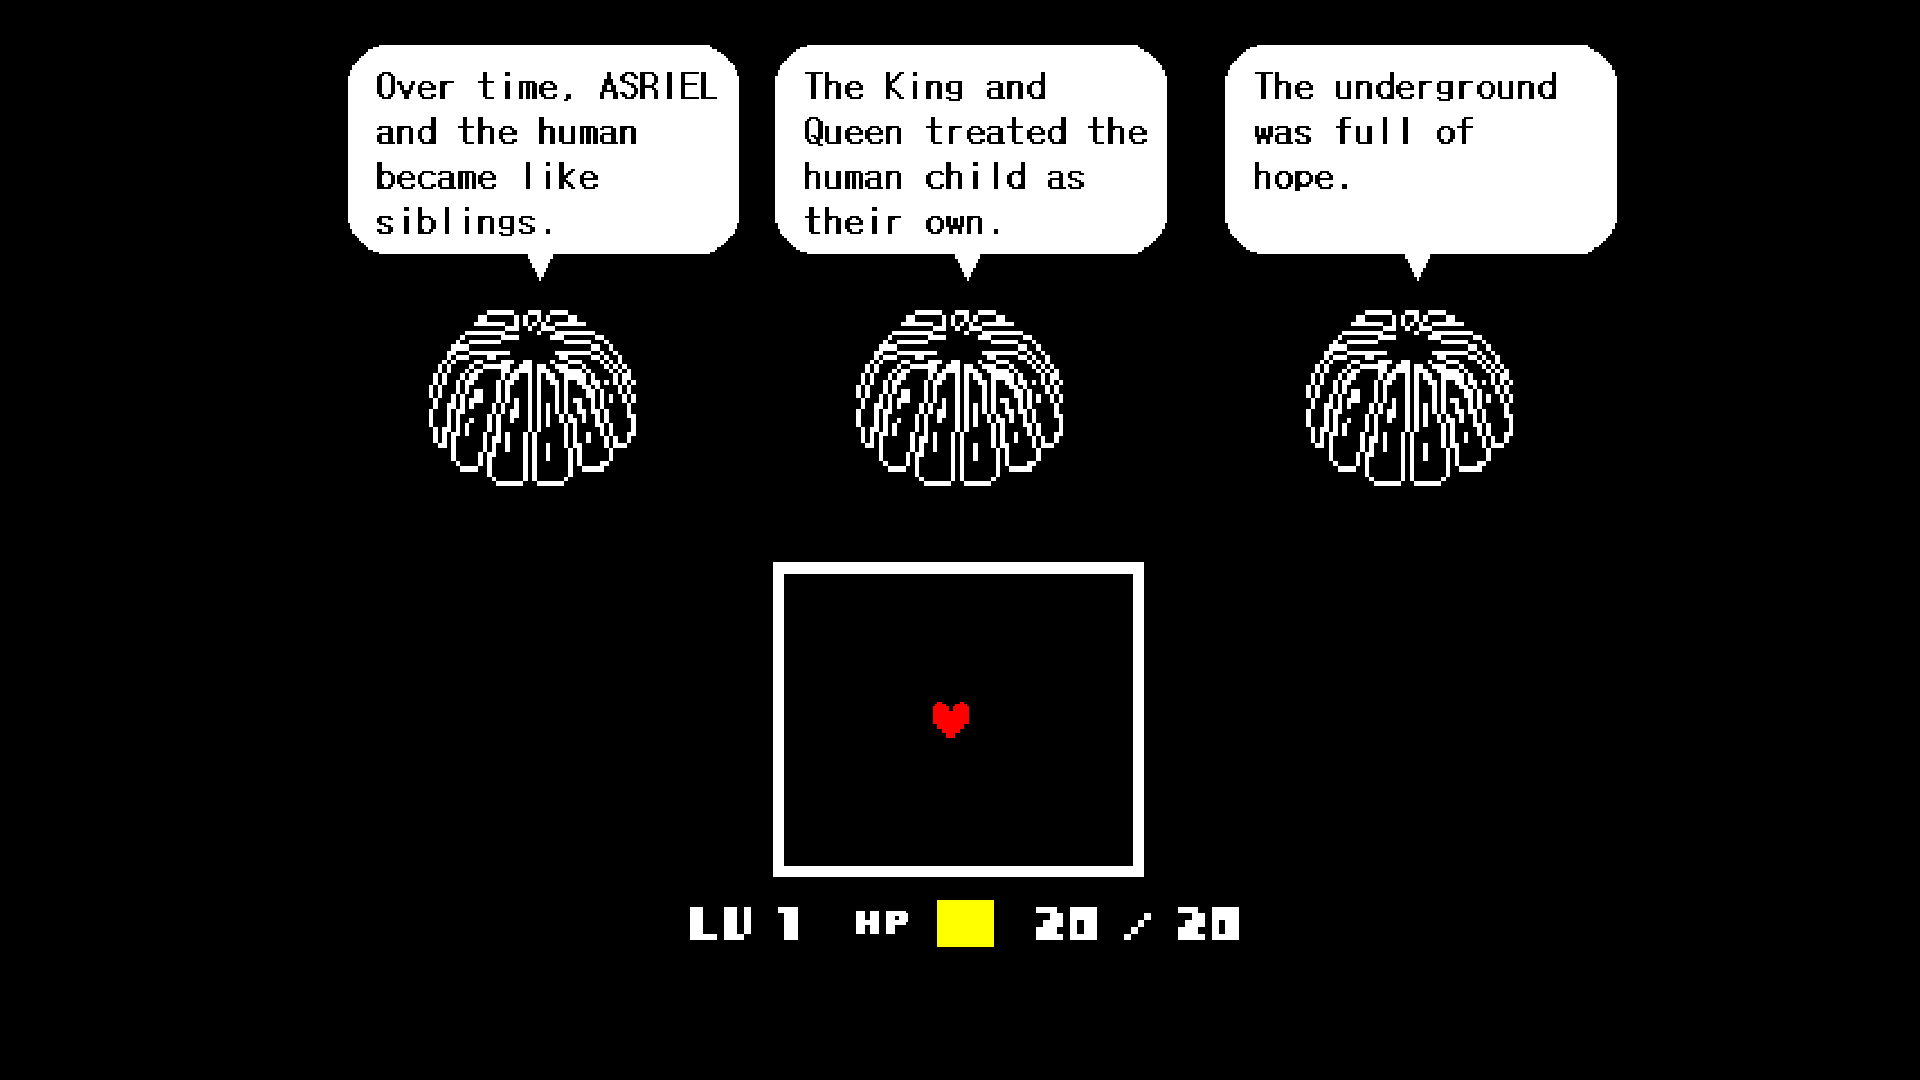 Over time, ASRIEL
and the human
became like
siblings.
The King and
Queen treated the
human child as
their own.
The underground
was full of
hope.
LV 1 HP 20 / 20